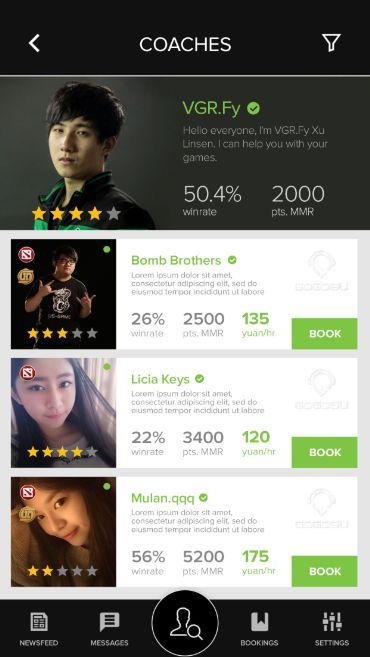 COACHES
VGR.Fy
Hello everyone, I'm VGR.Fy Xu
Linsen. I can help you with your
games.
50.4%
2000
winrate
pts. MMR
Bomb Brothers
Lorem ipsum dolor sit amet,
consectetur adipiscing elit, sed do
eiusmod tempor incididunt ut labore
GOGOSU
26%
2500
135
winrate
pts. MMR
yuan/hr
BOOK
Licia Keys
Lorem ipsum dolor sit amet,
consectetur adipiscing elit, sed do
eiusmod tempor incididunt ut labore
GOGOSU
22%
3400
120
winrate
pts. MMR
yuan/hr
BOOK
Mulan.qqq
Lorem ipsum dolor sit amet,
consectetur adipiscing elit, sed do
eiusmod tempor incididunt ut labore
GOGOSU
56%
5200
175
winrate
pts. MMR
yuan/hr
BOOK
NEWSFEED
MESSAGES
BOOKINGS
SETTINGS